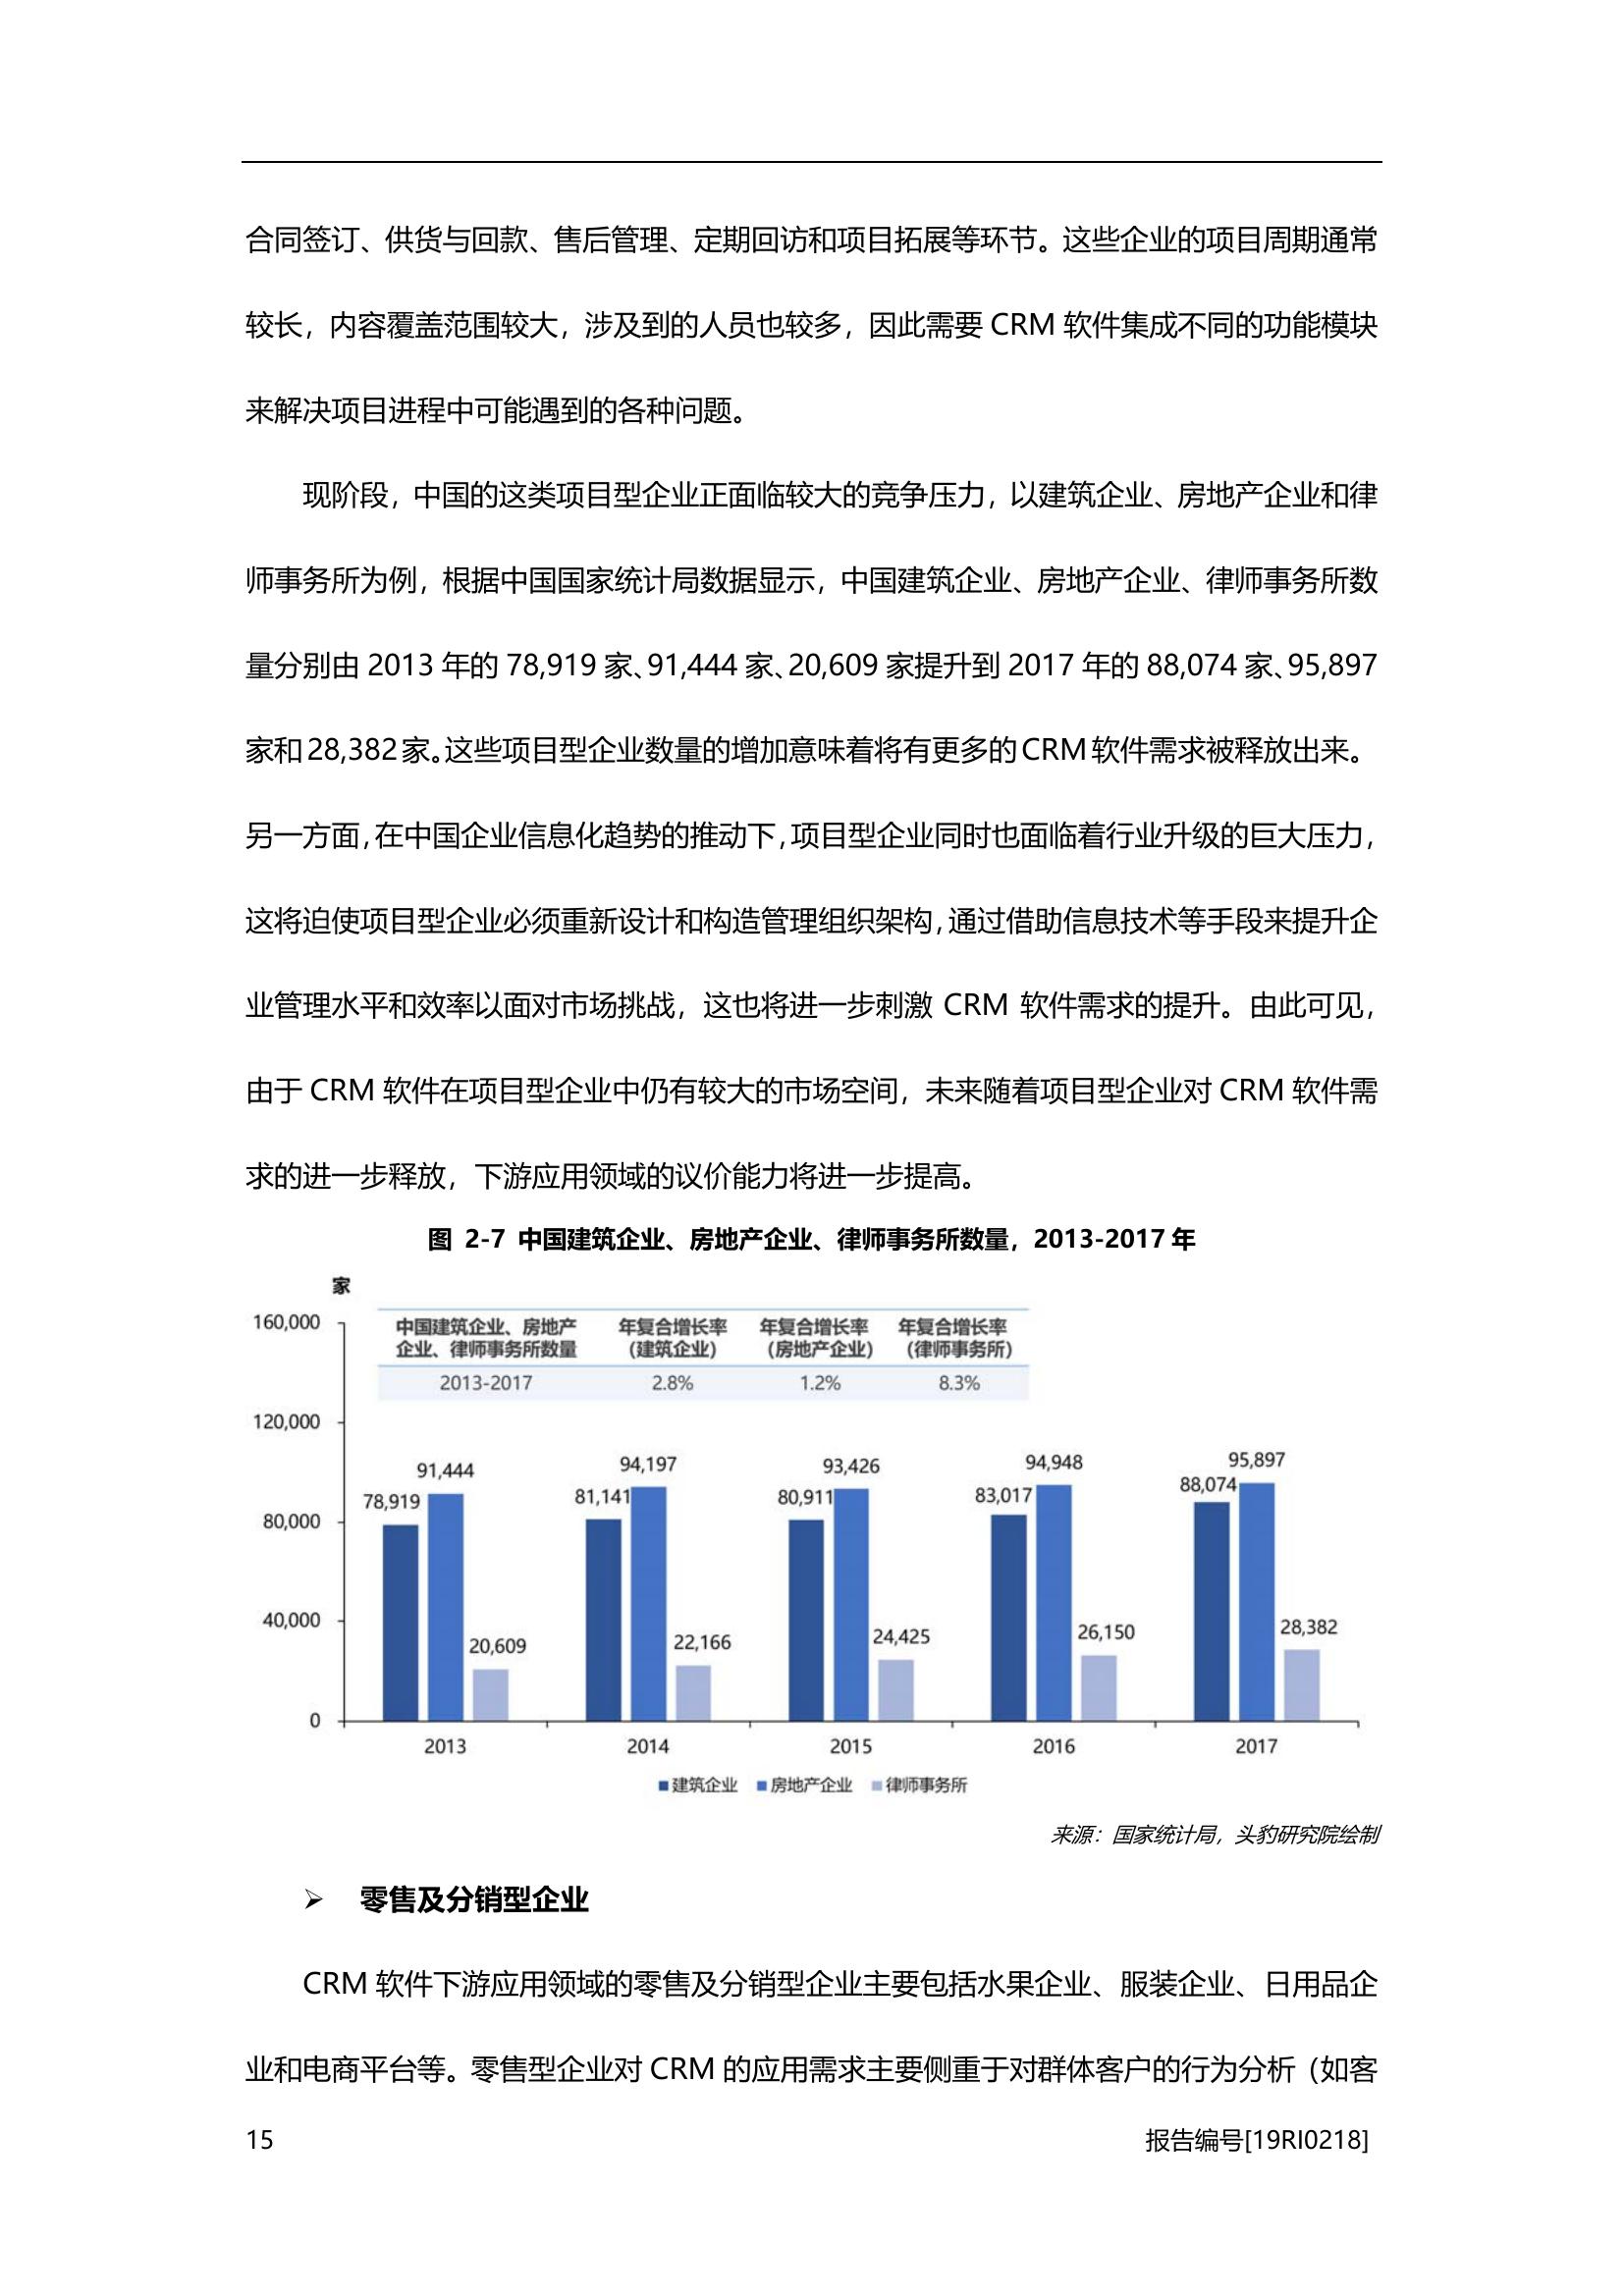 合同签订、供货与回款、售后管理、定期回访和项目拓展等环节。这些企业的项目周期通常
较长，内容覆盖范围较大，涉及到的人员也较多，因此需要 CRM 软件集成不同的功能模块
来解决项目进程中可能遇到的各种问题。
现阶段，中国的这类项目型企业正面临较大的竞争压力，以建筑企业、房地产企业和律
师事务所为例，根据中国国家统计局数据显示，中国建筑企业、房地产企业、律师事务所数
量分别由 2013 年的 78,919 家、91,444 家、20,609 家提升到 2017 年的 88,074 家、95,897
家和 28,382 家。这些项目型企业数量的增加意味着将有更多的 CRM 软件需求被释放出来。
另一方面，在中国企业信息化趋势的推动下，项目型企业同时也面临着行业升级的巨大压力，
这将迫使项目型企业必须重新设计和构造管理组织架构，通过借助信息技术等手段来提升企
业管理水平和效率以面对市场挑战，这也将进一步刺激 CRM 软件需求的提升。由此可见，
由于 CRM 软件在项目型企业中仍有较大的市场空间，未来随着项目型企业对 CRM 软件需
求的进一步释放，下游应用领域的议价能力将进一步提高。
图 2-7 中国建筑企业、房地产企业、律师事务所数量，2013-2017 年
家
中国建筑企业、房地产 年复合增长率 年复合增长率 年复合增长率
企业、律师事务所数量 （建筑企业） （房地产企业） （律师事务所）
2013-2017 2.8% 1.2% 8.3%
160,000
120,000
80,000
40,000
0
78,919 91,444 20,609
81,141 94,197 22,166
80,911 93,426 24,425
83,017 94,948 26,150
88,074 95,897 28,382
2013 2014 2015 2016 2017
建筑企业 房地产企业 律师事务所
来源：国家统计局，头豹研究院绘制
➢ 零售及分销型企业
CRM 软件下游应用领域的零售及分销型企业主要包括水果企业、服装企业、日用品企
业和电商平台等。零售型企业对 CRM 的应用需求主要侧重于对群体客户的行为分析（如客
15 报告编号[19RI0218]